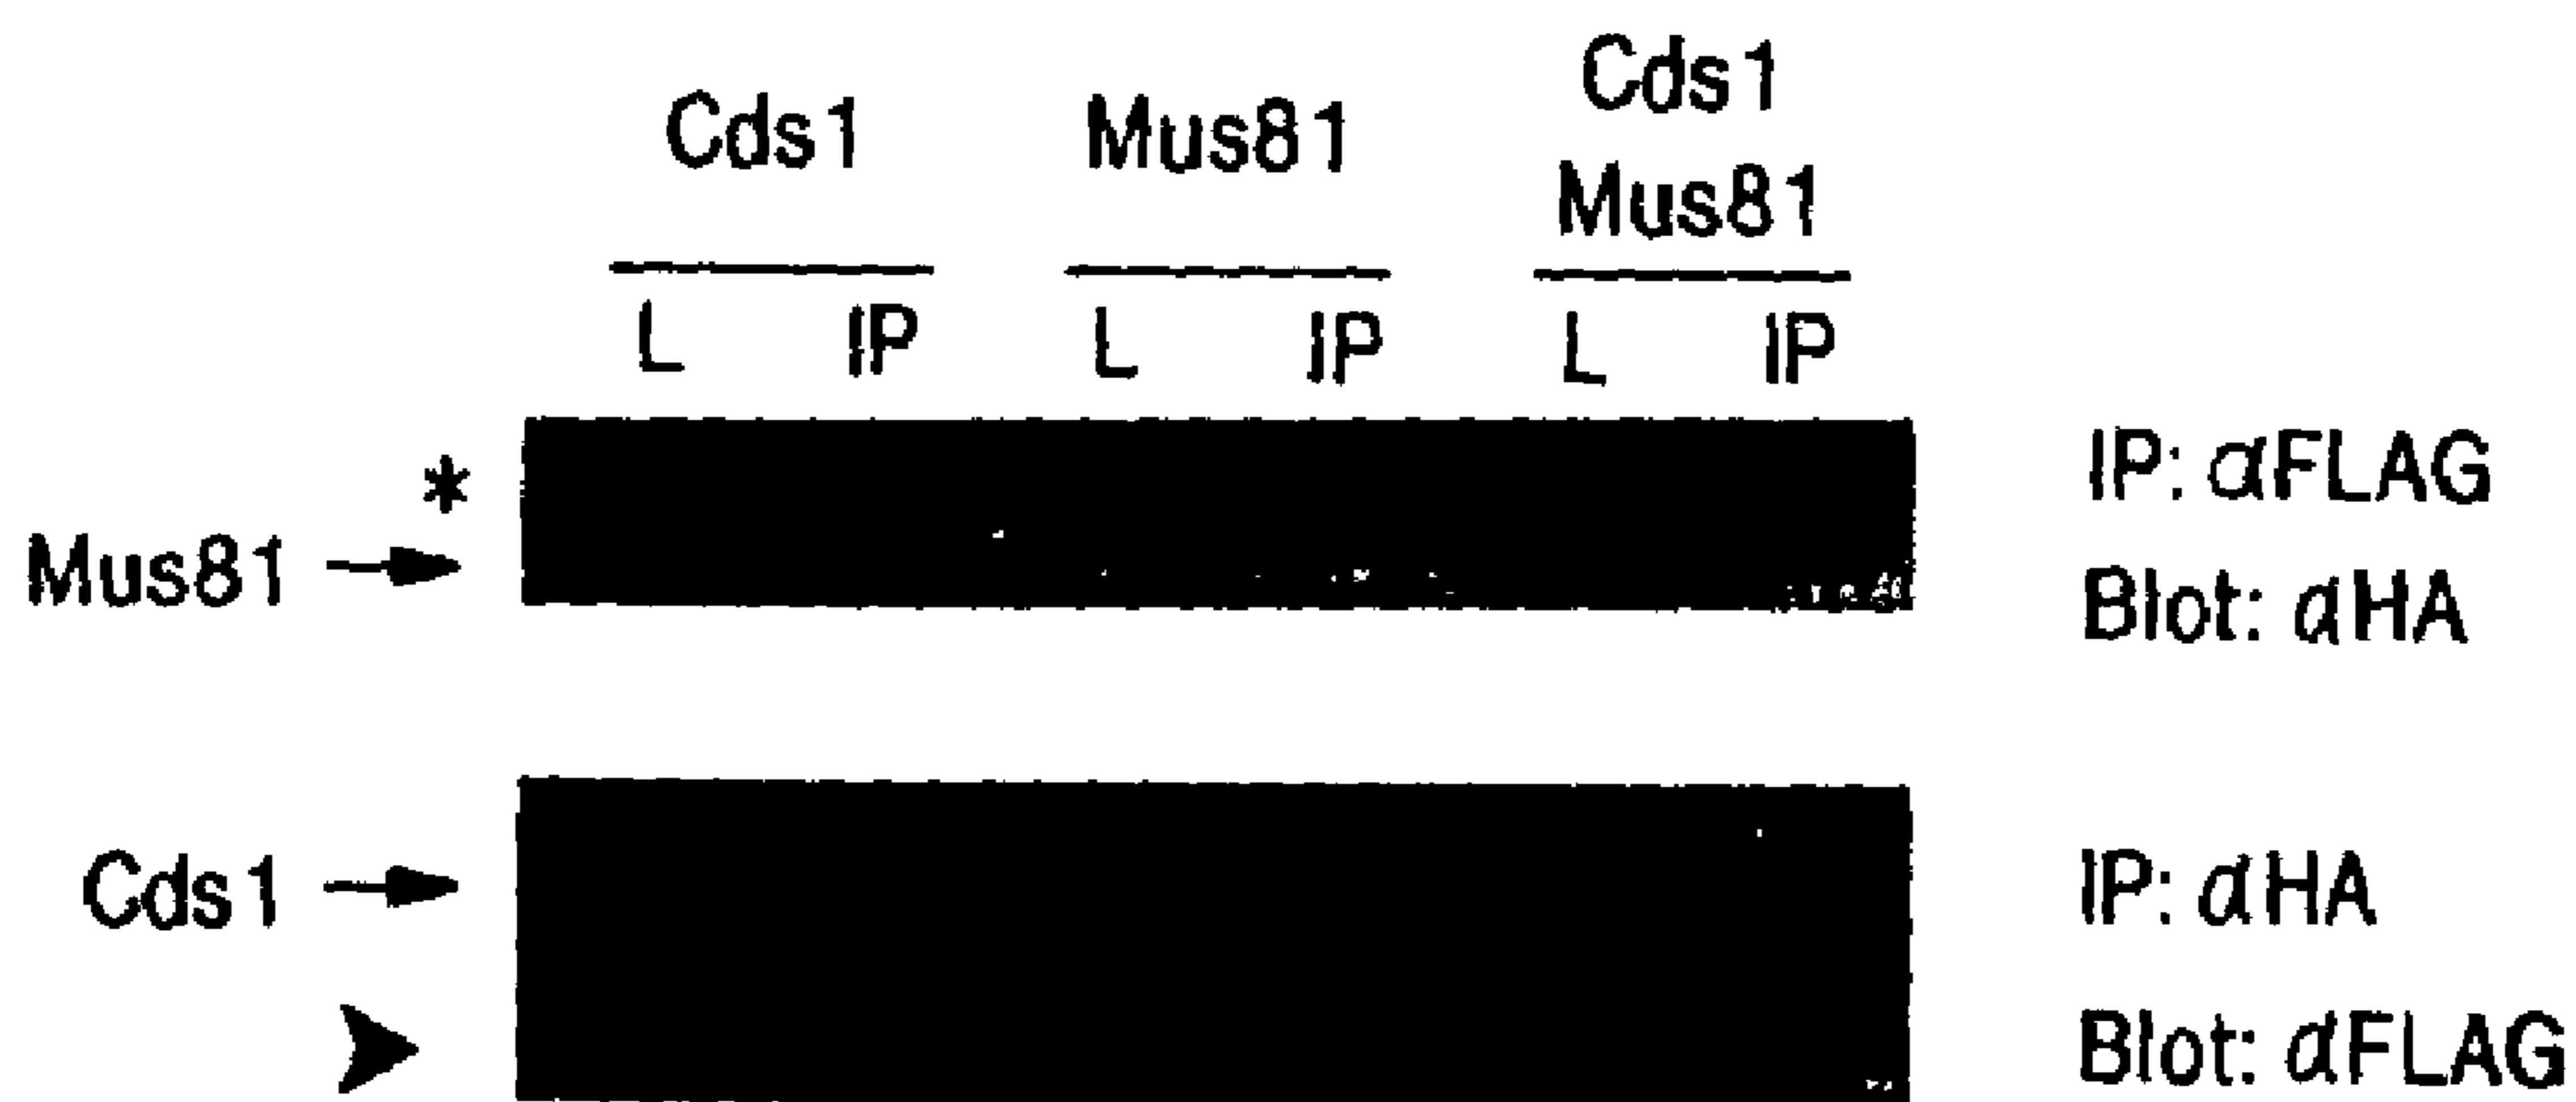 Cds1 Mus81 Cds1
Mus81
L IP L IP L IP
*
Mus81
IP: αFLAG
Blot: αHA
Cds1
IP: αHA
Blot: αFLAG